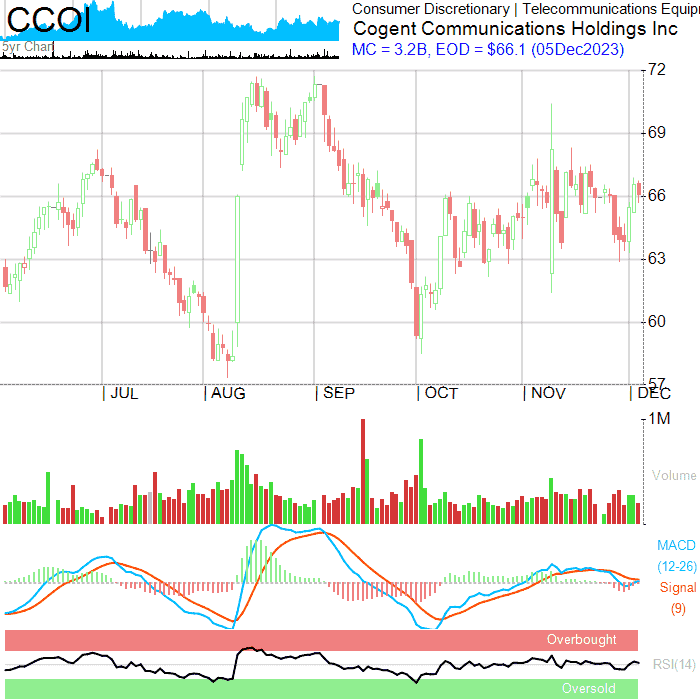 CCOI
5yr Chart
Consumer Discretionary | Telecommunications Equip
Cogent Communications Holdings Inc
MC = 3.2B, EOD = $66.1 (05Dec2023)
72
69
66
63
60
57
| JUL | AUG | SEP | OCT | NOV | DEC
1M
Volume
MACD
(12-26)
Signal
(9)
Overbought
RSI(14)
Oversold